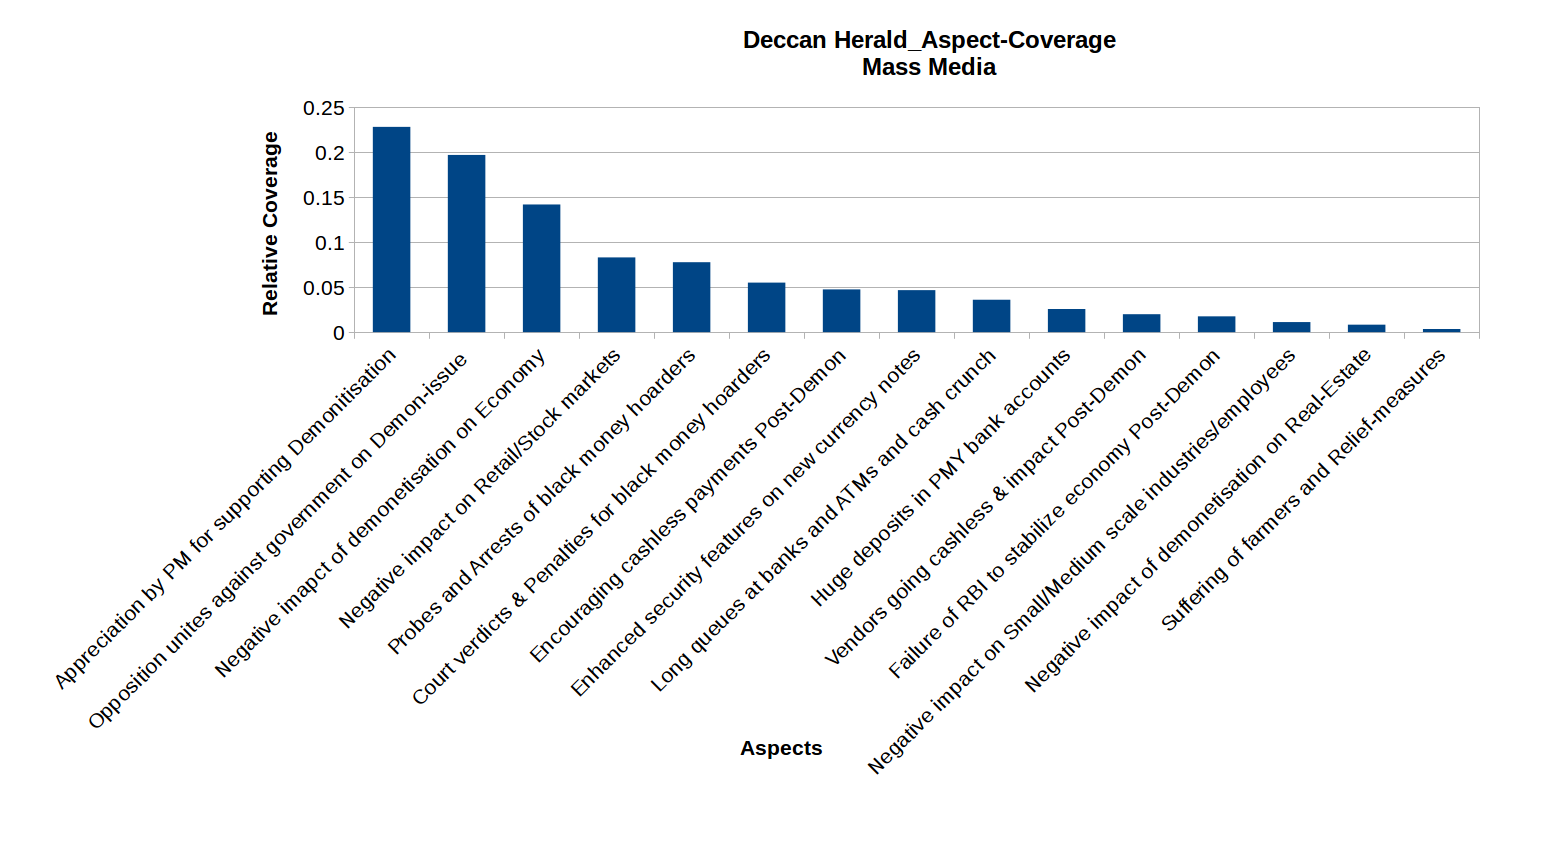 Deccan Herald_Aspect-Coverage
Mass Media
Relative Coverage
0.25
0.2
0.15
0.1
0.05
0
Appreciation by PM for supporting Demonitisation
Opposition unites against government on Demon-issue
Negative imapct of demonetisation on Economy
Negative impact on Retail/Stock markets
Probes and Arrests of black money hoarders
Court verdicts & Penalties for black money hoarders
Encouraging cashless payments Post-Demon
Enhanced security features on new currency notes
Long queues at banks and ATMs and cash crunch
Huge deposits in PMY bank accounts
Vendors going cashless & impact Post-Demon
Failure of RBI to stabilize economy Post-Demon
Negative impact on Small/Medium scale industries/employees
Negative impact of demonetisation on Real-Estate
Suffering of farmers and Relief-measures
Aspects